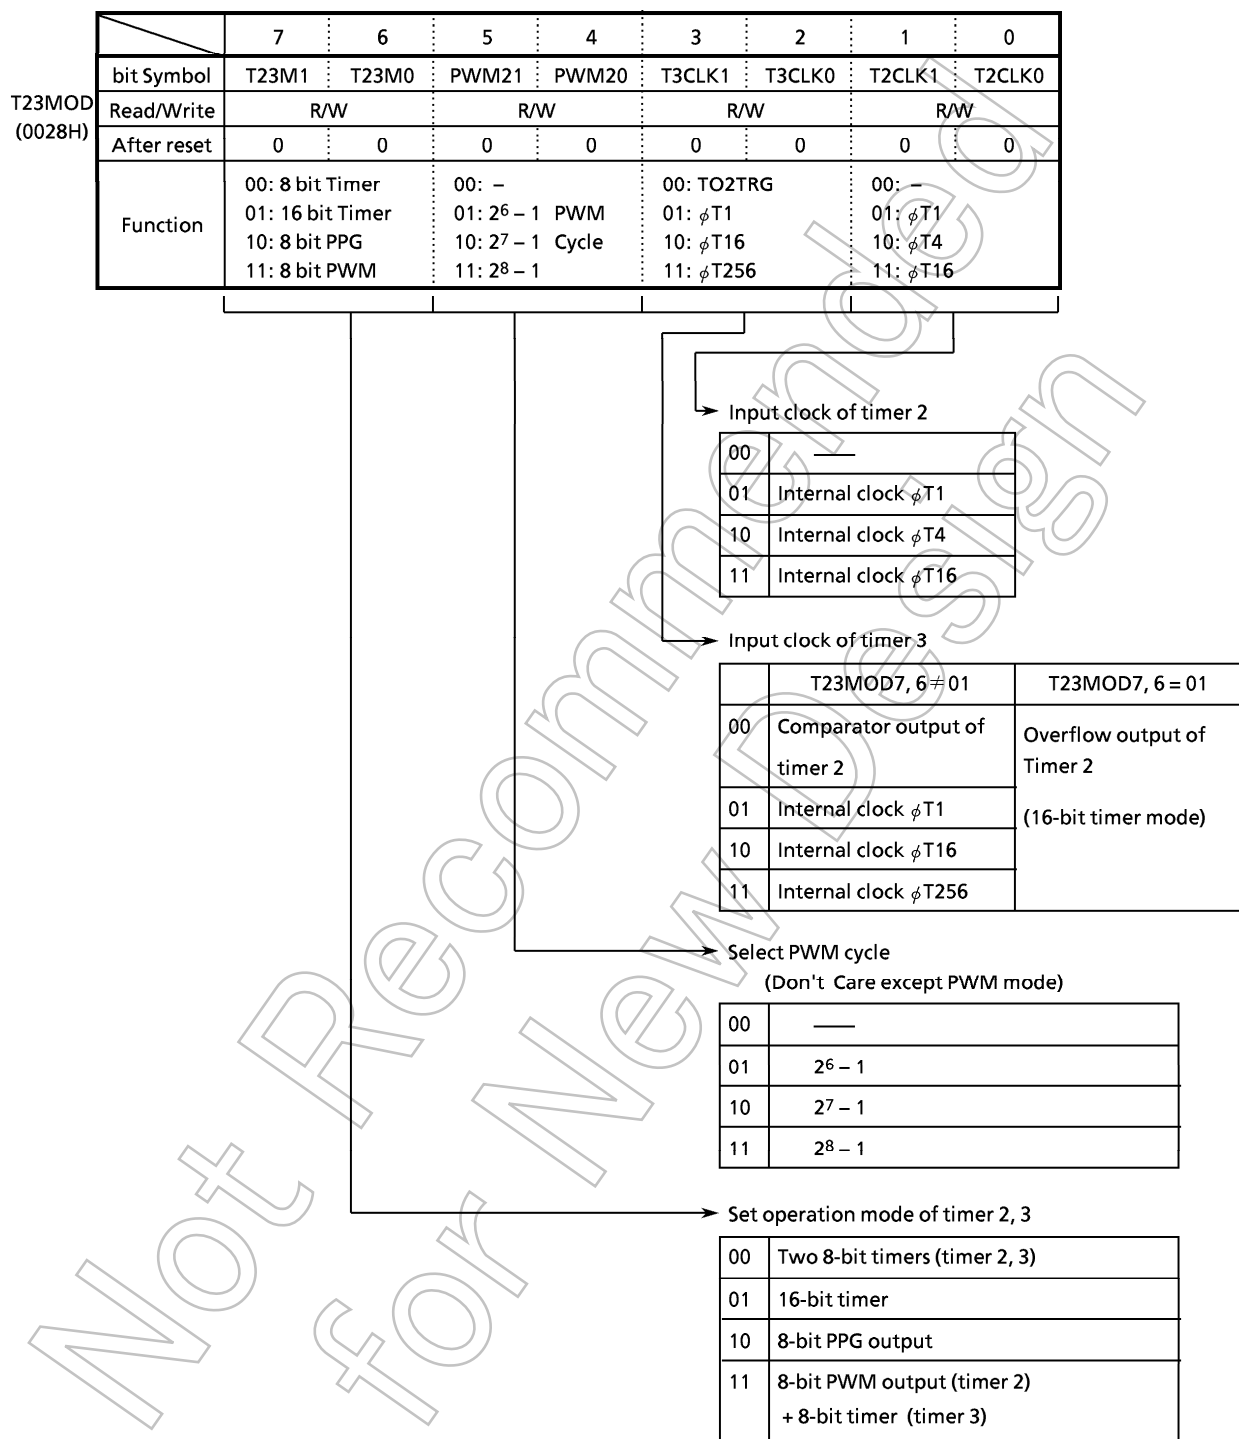 7 6 5 4 3 2 1 0
bit Symbol T23M1 T23M0 PWM21 PWM20 T3CLK1 T3CLK0 T2CLK1 T2CLK0
T23MOD
(0028H)
Read/Write R/W R/W R/W R/W
After reset 0 0 0 0 0 0 0 0
Function
00: 8 bit Timer 00: – 00: TO2TRG 00: –
01: 16 bit Timer 01: 2⁶ – 1 PWM 01: ϕT1 01: ϕT1
10: 8 bit PPG 10: 2⁷ – 1 Cycle 10: ϕT16 10: ϕT4
11: 8 bit PWM 11: 2⁸ – 1 11: ϕT256 11: ϕT16
Input clock of timer 2
00 ——
01 Internal clock ϕT1
10 Internal clock ϕT4
11 Internal clock ϕT16
Input clock of timer 3
T23MOD7, 6 ≠ 01 T23MOD7, 6 = 01
00 Comparator output of
timer 2
Overflow output of
Timer 2
(16-bit timer mode)
01 Internal clock ϕT1
10 Internal clock ϕT16
11 Internal clock ϕT256
Select PWM cycle
(Don't Care except PWM mode)
00 ——
01 2⁶ – 1
10 2⁷ – 1
11 2⁸ – 1
Set operation mode of timer 2, 3
00 Two 8-bit timers (timer 2, 3)
01 16-bit timer
10 8-bit PPG output
11 8-bit PWM output (timer 2)
+ 8-bit timer (timer 3)
Not Recommended
for New Design